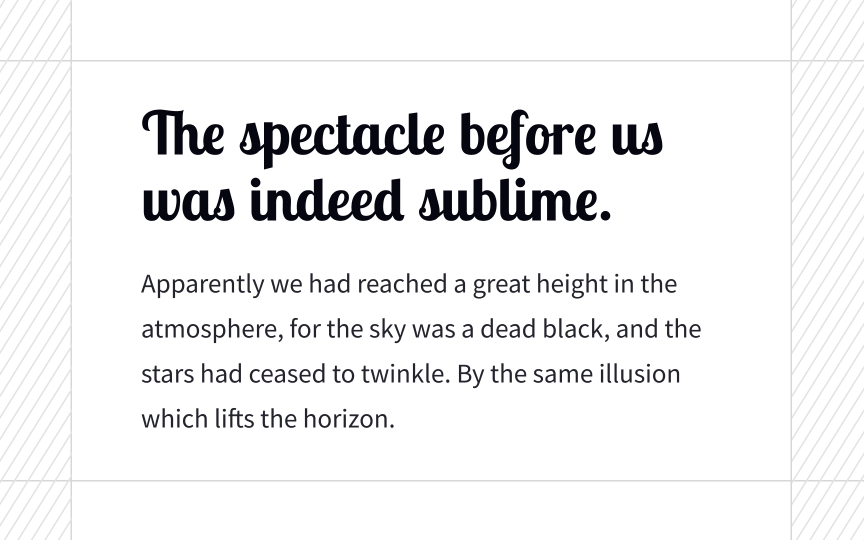 The spectacle before us
was indeed sublime.
Apparently we had reached a great height in the
atmosphere, for the sky was a dead black, and the
stars had ceased to twinkle. By the same illusion
which lifts the horizon.